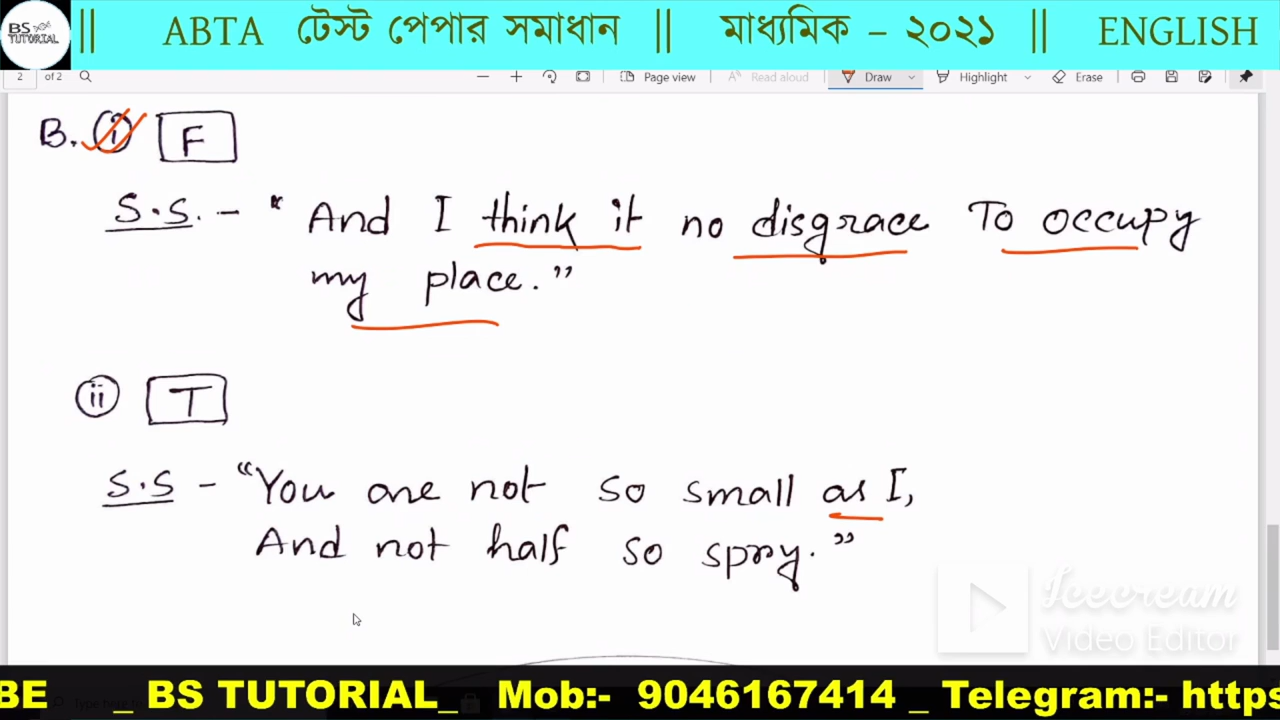 BS TUTORIAL || ABTA টেস্ট পেপার সমাধান || মাধ্যমিক – ২০২১ || ENGLISH
2 of 2 Page view Read aloud Draw Highlight Erase
B. (i) F
S.S. – "And I think it no disgrace To occupy
my place."
(ii) T
S.S – "You are not so small as I,
And not half so spry."
Icecream
Video Editor
BE _ BS TUTORIAL_ Mob:- 9046167414 _ Telegram:- https